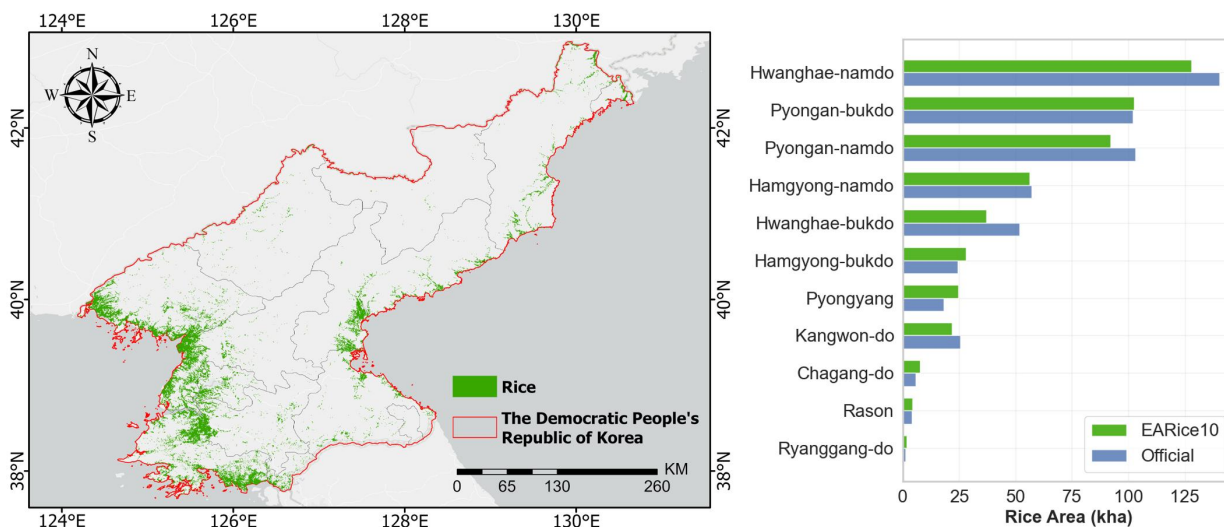 124°E 126°E 128°E 130°E
N
W E
S
42°N
40°N
38°N
42°N
40°N
38°N
Rice
The Democratic People's
Republic of Korea
KM
0 65 130 260
124°E 126°E 128°E 130°E
Hwanghae-namdo
Pyongan-bukdo
Pyongan-namdo
Hamgyong-namdo
Hwanghae-bukdo
Hamgyong-bukdo
Pyongyang
Kangwon-do
Chagang-do
Rason
Ryanggang-do
EARice10
Official
0 25 50 75 100 125
Rice Area (kha)